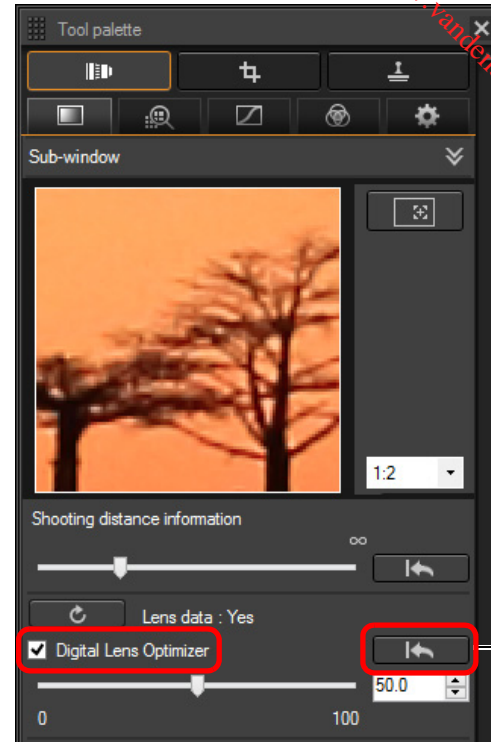 Tool palette
Sub-window
1:2
Shooting distance information
∞
Lens data : Yes
Digital Lens Optimizer
50.0
0 100